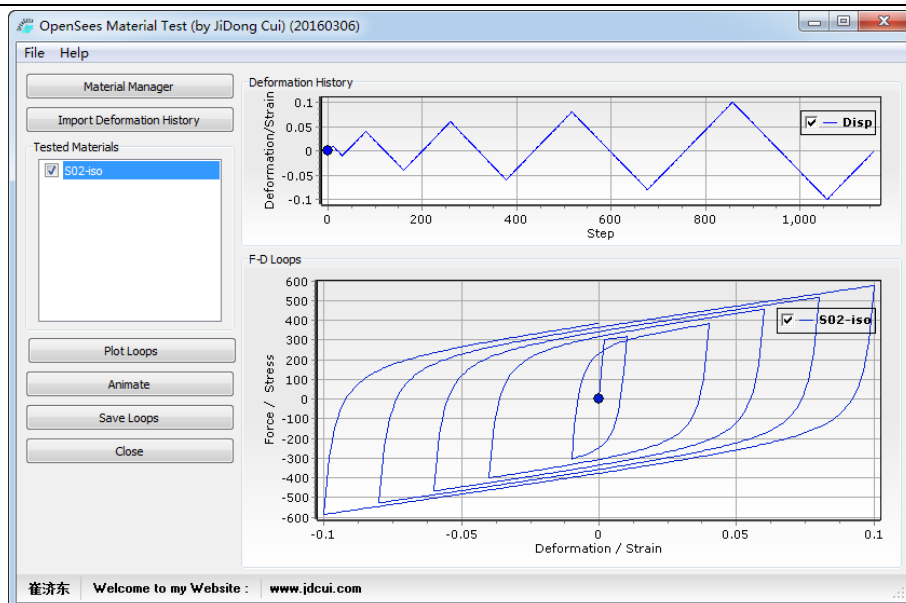 OpenSees Material Test (by JiDong Cui) (20160306)
File Help
Material Manager
Import Deformation History
Tested Materials
S02-iso
Plot Loops
Animate
Save Loops
Close
Deformation History
Deformation/Strain
0.1
0.05
0
-0.05
-0.1
Disp
0 200 400 600 800 1,000
Step
F-D Loops
Force / Stress
600
500
400
300
200
100
0
-100
-200
-300
-400
-500
-600
S02-iso
-0.1 -0.05 0 0.05 0.1
Deformation / Strain
崔济东 Welcome to my Website : www.jdcui.com